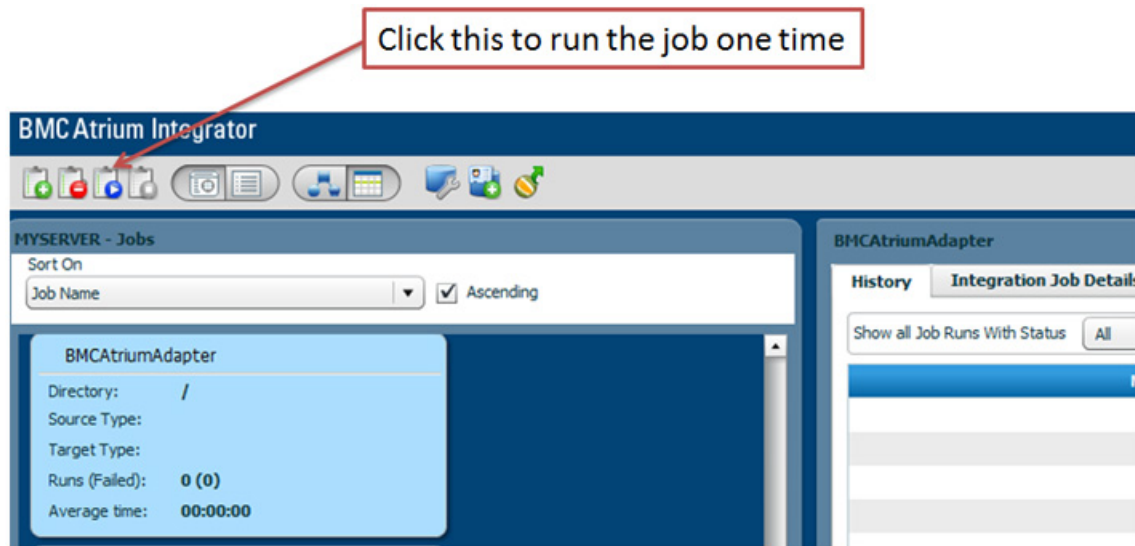 Click this to run the job one time
BMC Atrium Integrator
MYSERVER - Jobs
Sort On
Job Name
Ascending
BMCAtriumAdapter
Directory: /
Source Type:
Target Type:
Runs (Failed): 0 (0)
Average time: 00:00:00
BMCAtriumAdapter
History
Integration Job Details
Show all Job Runs With Status
All